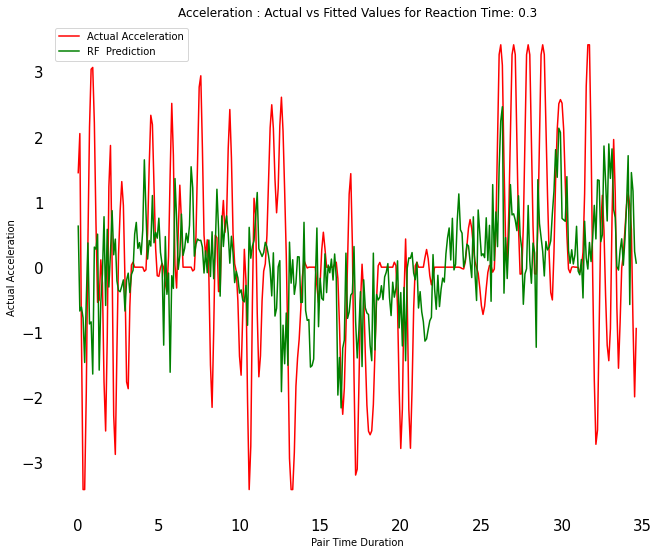 Acceleration : Actual vs Fitted Values for Reaction Time: 0.3
Actual Acceleration
RF  Prediction
3
2
1
0
−1
−2
−3
Actual Acceleration
0 5 10 15 20 25 30 35
Pair Time Duration